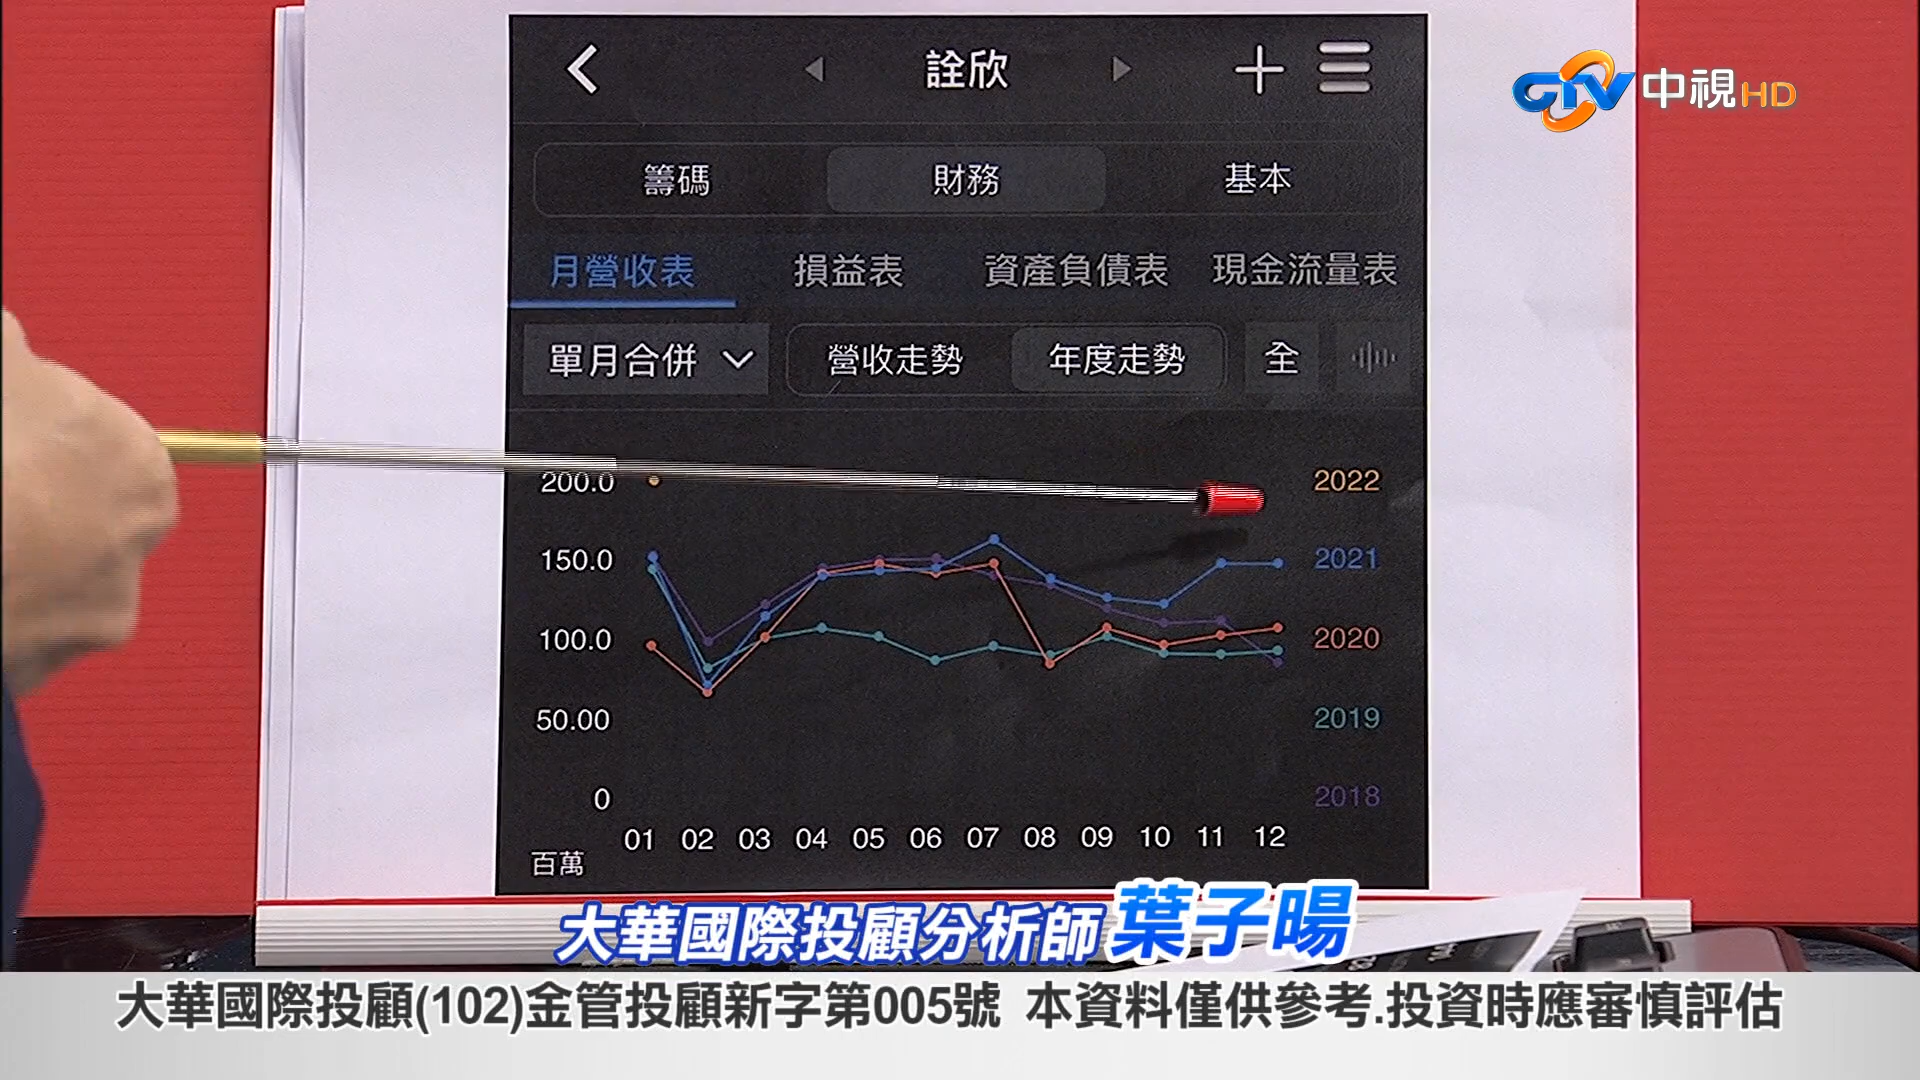 詮欣
CTV中視HD
籌碼 財務 基本
月營收表 損益表 資產負債表 現金流量表
單月合併 營收走勢 年度走勢 全
200.0 2022
150.0 2021
100.0 2020
50.00 2019
0 2018
01 02 03 04 05 06 07 08 09 10 11 12
百萬
大華國際投顧分析師 葉子暘
大華國際投顧(102)金管投顧新字第005號 本資料僅供參考.投資時應審慎評估